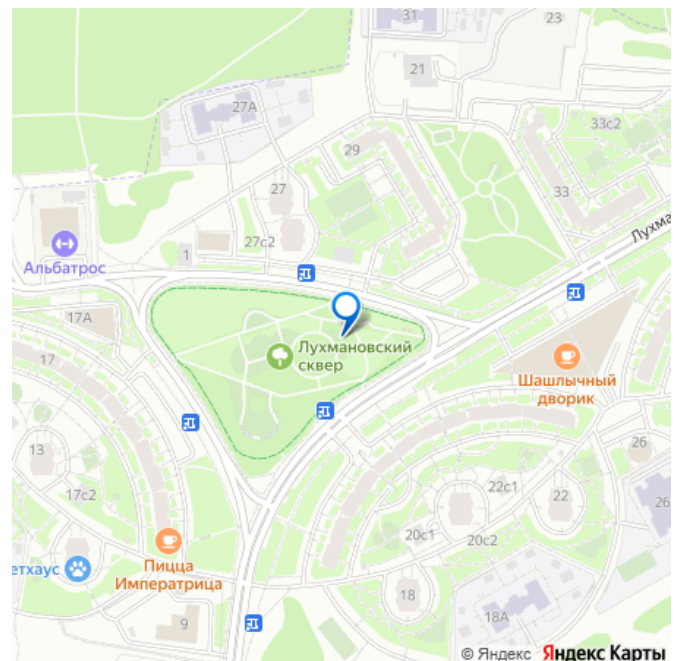 31
23
21
27А
33с2
29
27
33
27с2
1
Альбатрос
Лухма
17А
Лухмановский
сквер
17
Шашлычный
дворик
13
26
22с1
17с2
22
26
20с1
20с2
етхаус
Пицца
Императрица
18
9
18А
© Яндекс Яндекс Карты